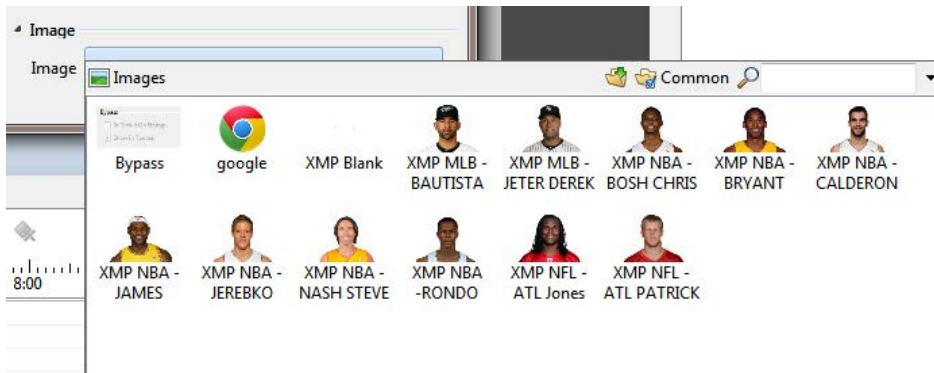 Image
Image
Images
Common
Bypass
Bypass
google
XMP Blank
XMP MLB -
BAUTISTA
XMP MLB -
JETER DEREK
XMP NBA -
BOSH CHRIS
XMP NBA -
BRYANT
XMP NBA -
CALDERON
8:00
XMP NBA -
JAMES
XMP NBA -
JEREBKO
XMP NBA -
NASH STEVE
XMP NBA
-RONDO
XMP NFL -
ATL Jones
XMP NFL -
ATL PATRICK